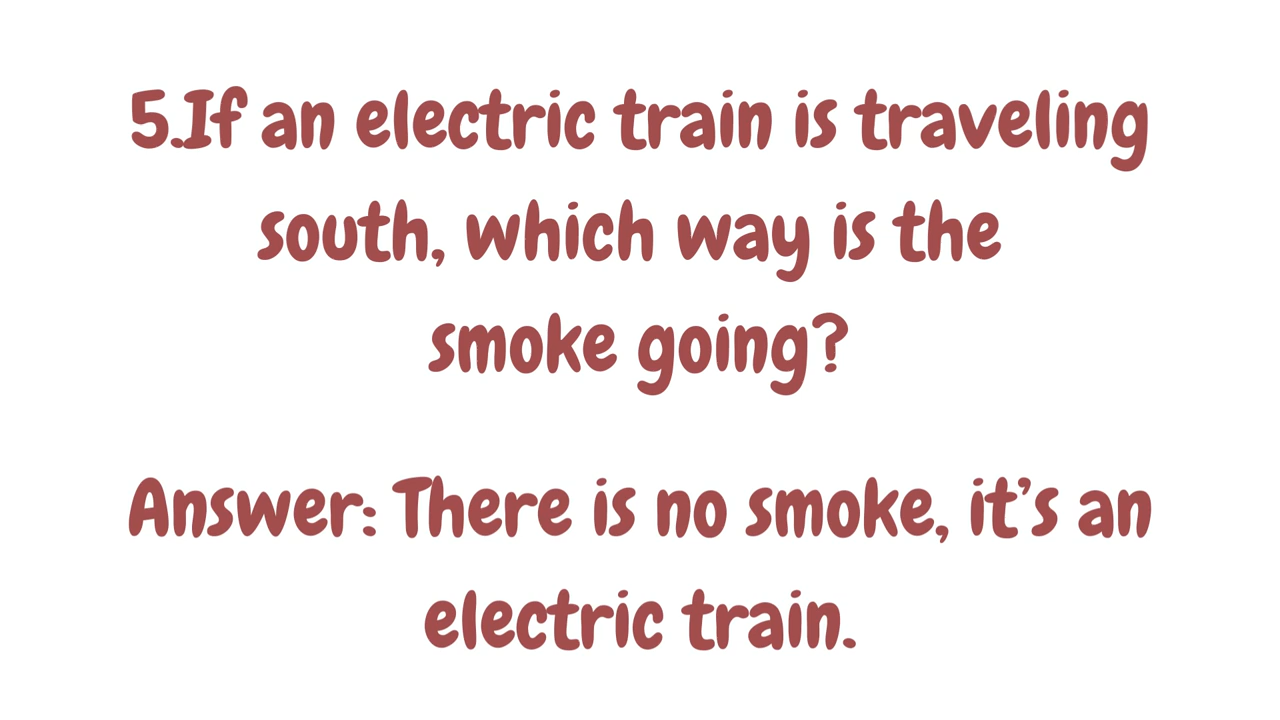 5.If an electric train is traveling
south, which way is the
smoke going?
Answer: There is no smoke, it’s an
electric train.